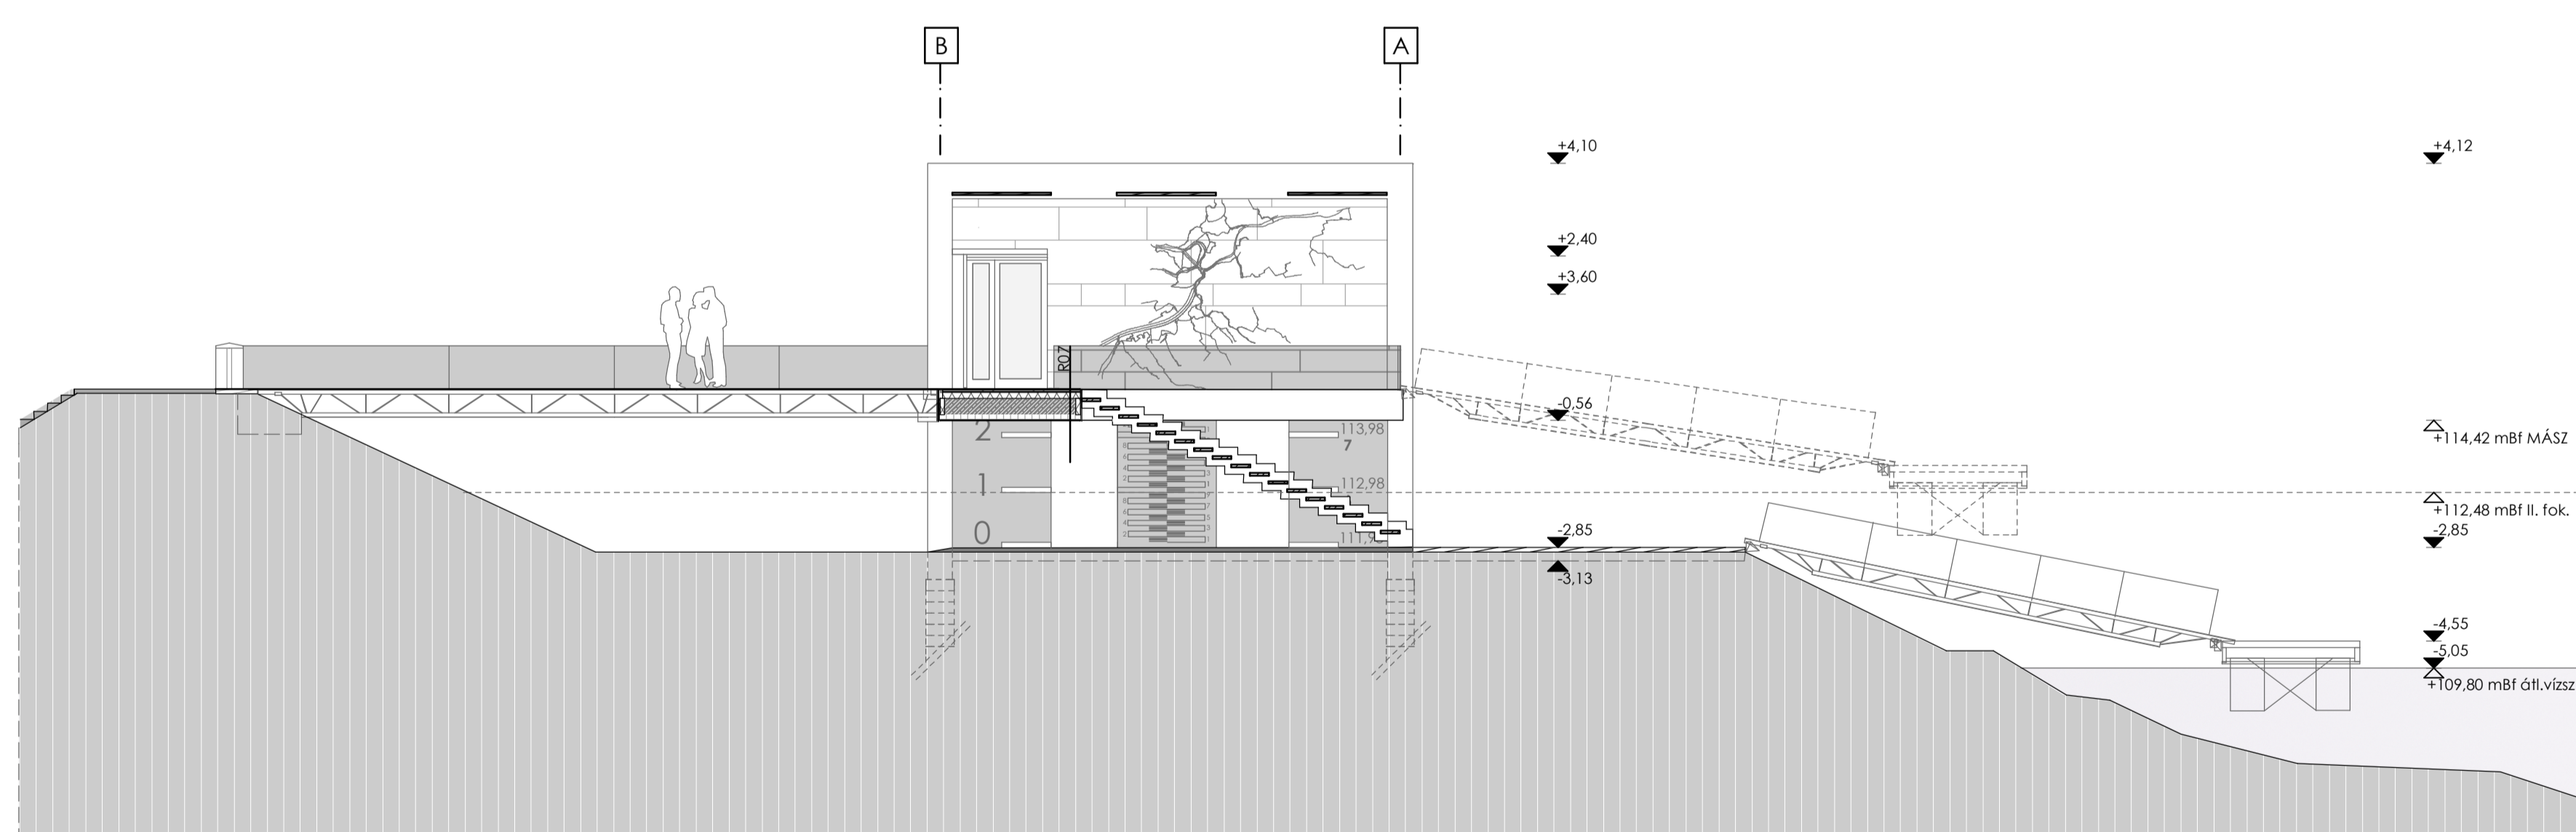 B
A
+4,10
+4,12
+2,40
+3,60
R07
-0,56
2
113,98
7
+114,42 mBf MÁSZ
1
112,98
+112,48 mBf II. fok.
0
-2,85
-2,85
-3,13
-4,55
-5,05
+109,80 mBf átl.vízsz